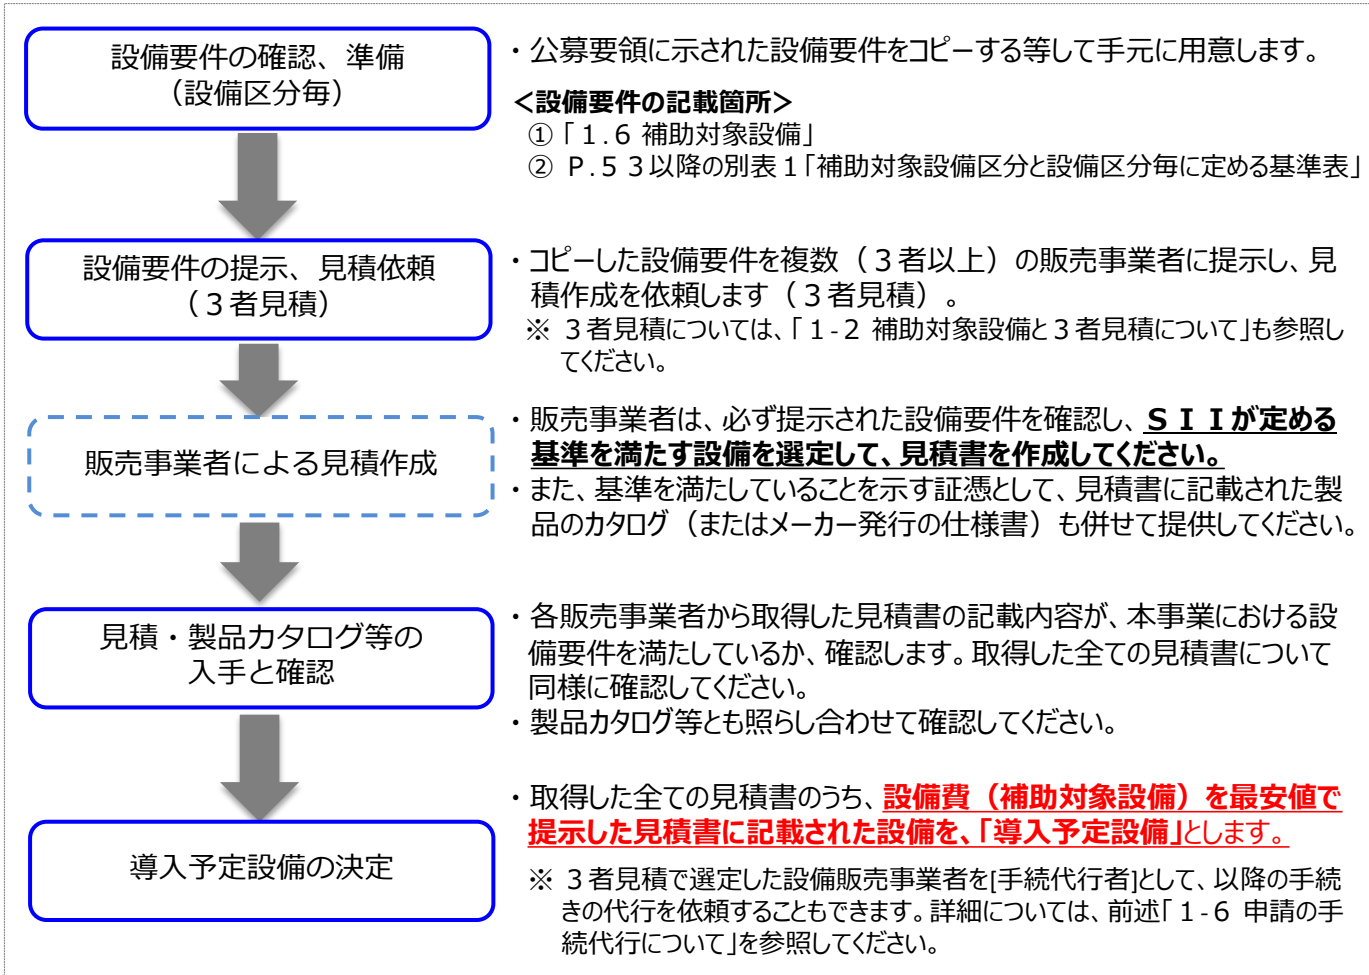 設備要件の確認、準備
（設備区分毎）
・公募要領に示された設備要件をコピーする等して手元に用意します。
＜設備要件の記載箇所＞
①「１.６ 補助対象設備」
② Ｐ.５３以降の別表１「補助対象設備区分と設備区分毎に定める基準表」
設備要件の提示、見積依頼
（３者見積）
・コピーした設備要件を複数（３者以上）の販売事業者に提示し、見
積作成を依頼します（３者見積）。
※ ３者見積については、「１-２ 補助対象設備と３者見積について」も参照し
てください。
販売事業者による見積作成
・販売事業者は、必ず提示された設備要件を確認し、ＳＩＩが定める
基準を満たす設備を選定して、見積書を作成してください。
・また、基準を満たしていることを示す証憑として、見積書に記載された製
品のカタログ（またはメーカー発行の仕様書）も併せて提供してください。
見積・製品カタログ等の
入手と確認
・各販売事業者から取得した見積書の記載内容が、本事業における設
備要件を満たしているか、確認します。取得した全ての見積書について
同様に確認してください。
・製品カタログ等とも照らし合わせて確認してください。
導入予定設備の決定
・取得した全ての見積書のうち、設備費（補助対象設備）を最安値で
提示した見積書に記載された設備を、「導入予定設備」とします。
※ ３者見積で選定した設備販売事業者を[手続代行者]として、以降の手続
きの代行を依頼することもできます。詳細については、前述「１-６ 申請の手
続代行について」を参照してください。